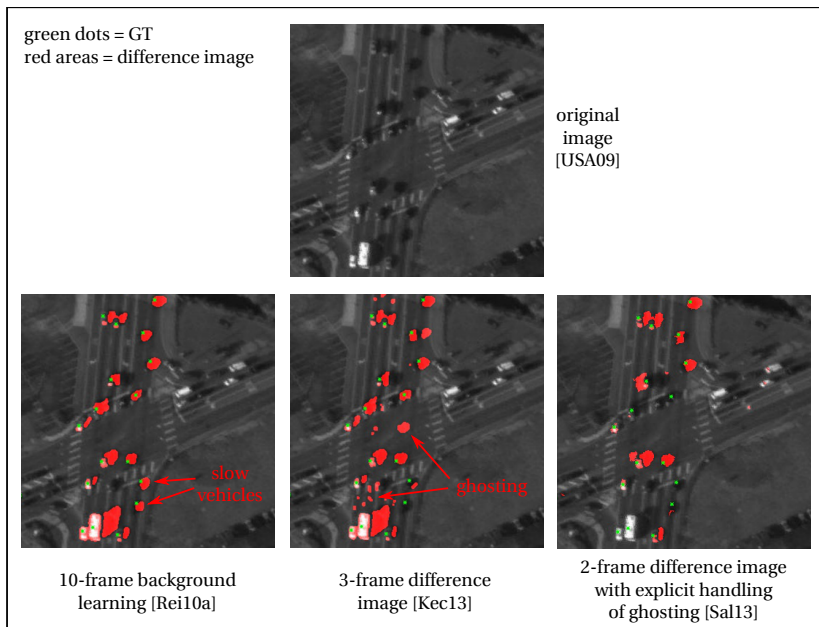 green dots = GT
red areas = difference image
original
image
[USA09]
slow
vehicles
ghosting
10-frame background
learning [Rei10a]
3-frame difference
image [Kec13]
2-frame difference image
with explicit handling
of ghosting [Sal13]